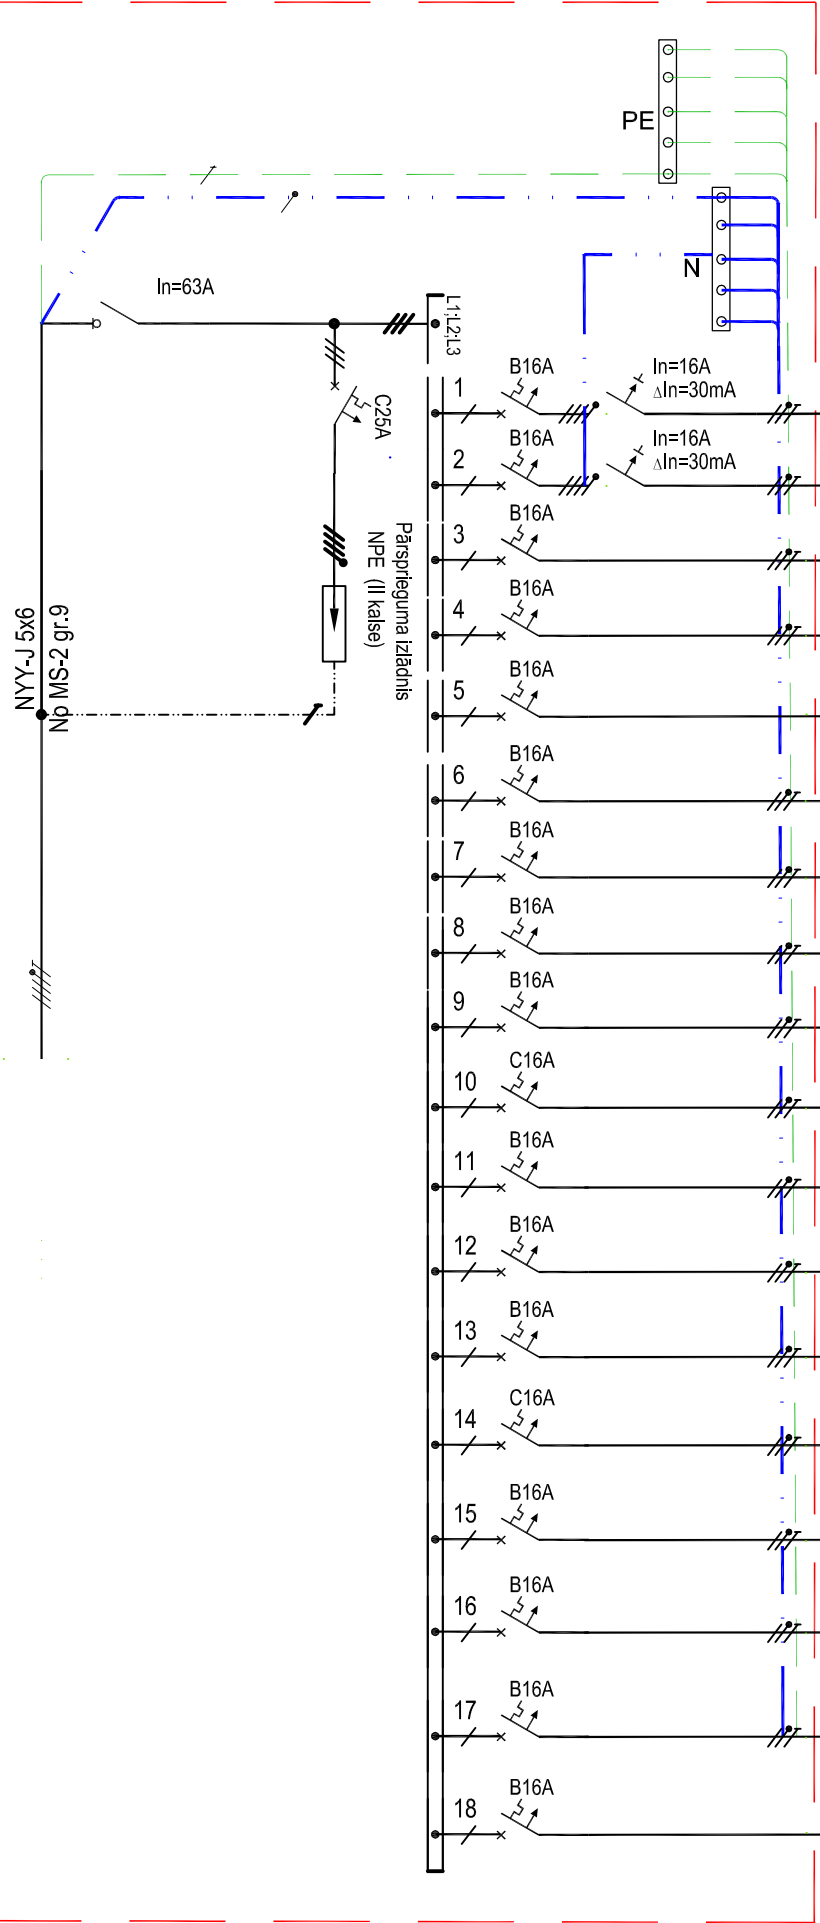 PE
N
In=63A
L1;L2;L3
C25A
Pārsprieguma izlādnis
NPE (II kalse)
NYY-J 5x6
No MS-2 gr.9
1
B16A
In=16A
ΔIn=30mA
2
B16A
In=16A
ΔIn=30mA
3
B16A
4
B16A
5
B16A
6
B16A
7
B16A
8
B16A
9
B16A
10
C16A
11
B16A
12
B16A
13
B16A
14
C16A
15
B16A
16
B16A
17
B16A
18
B16A